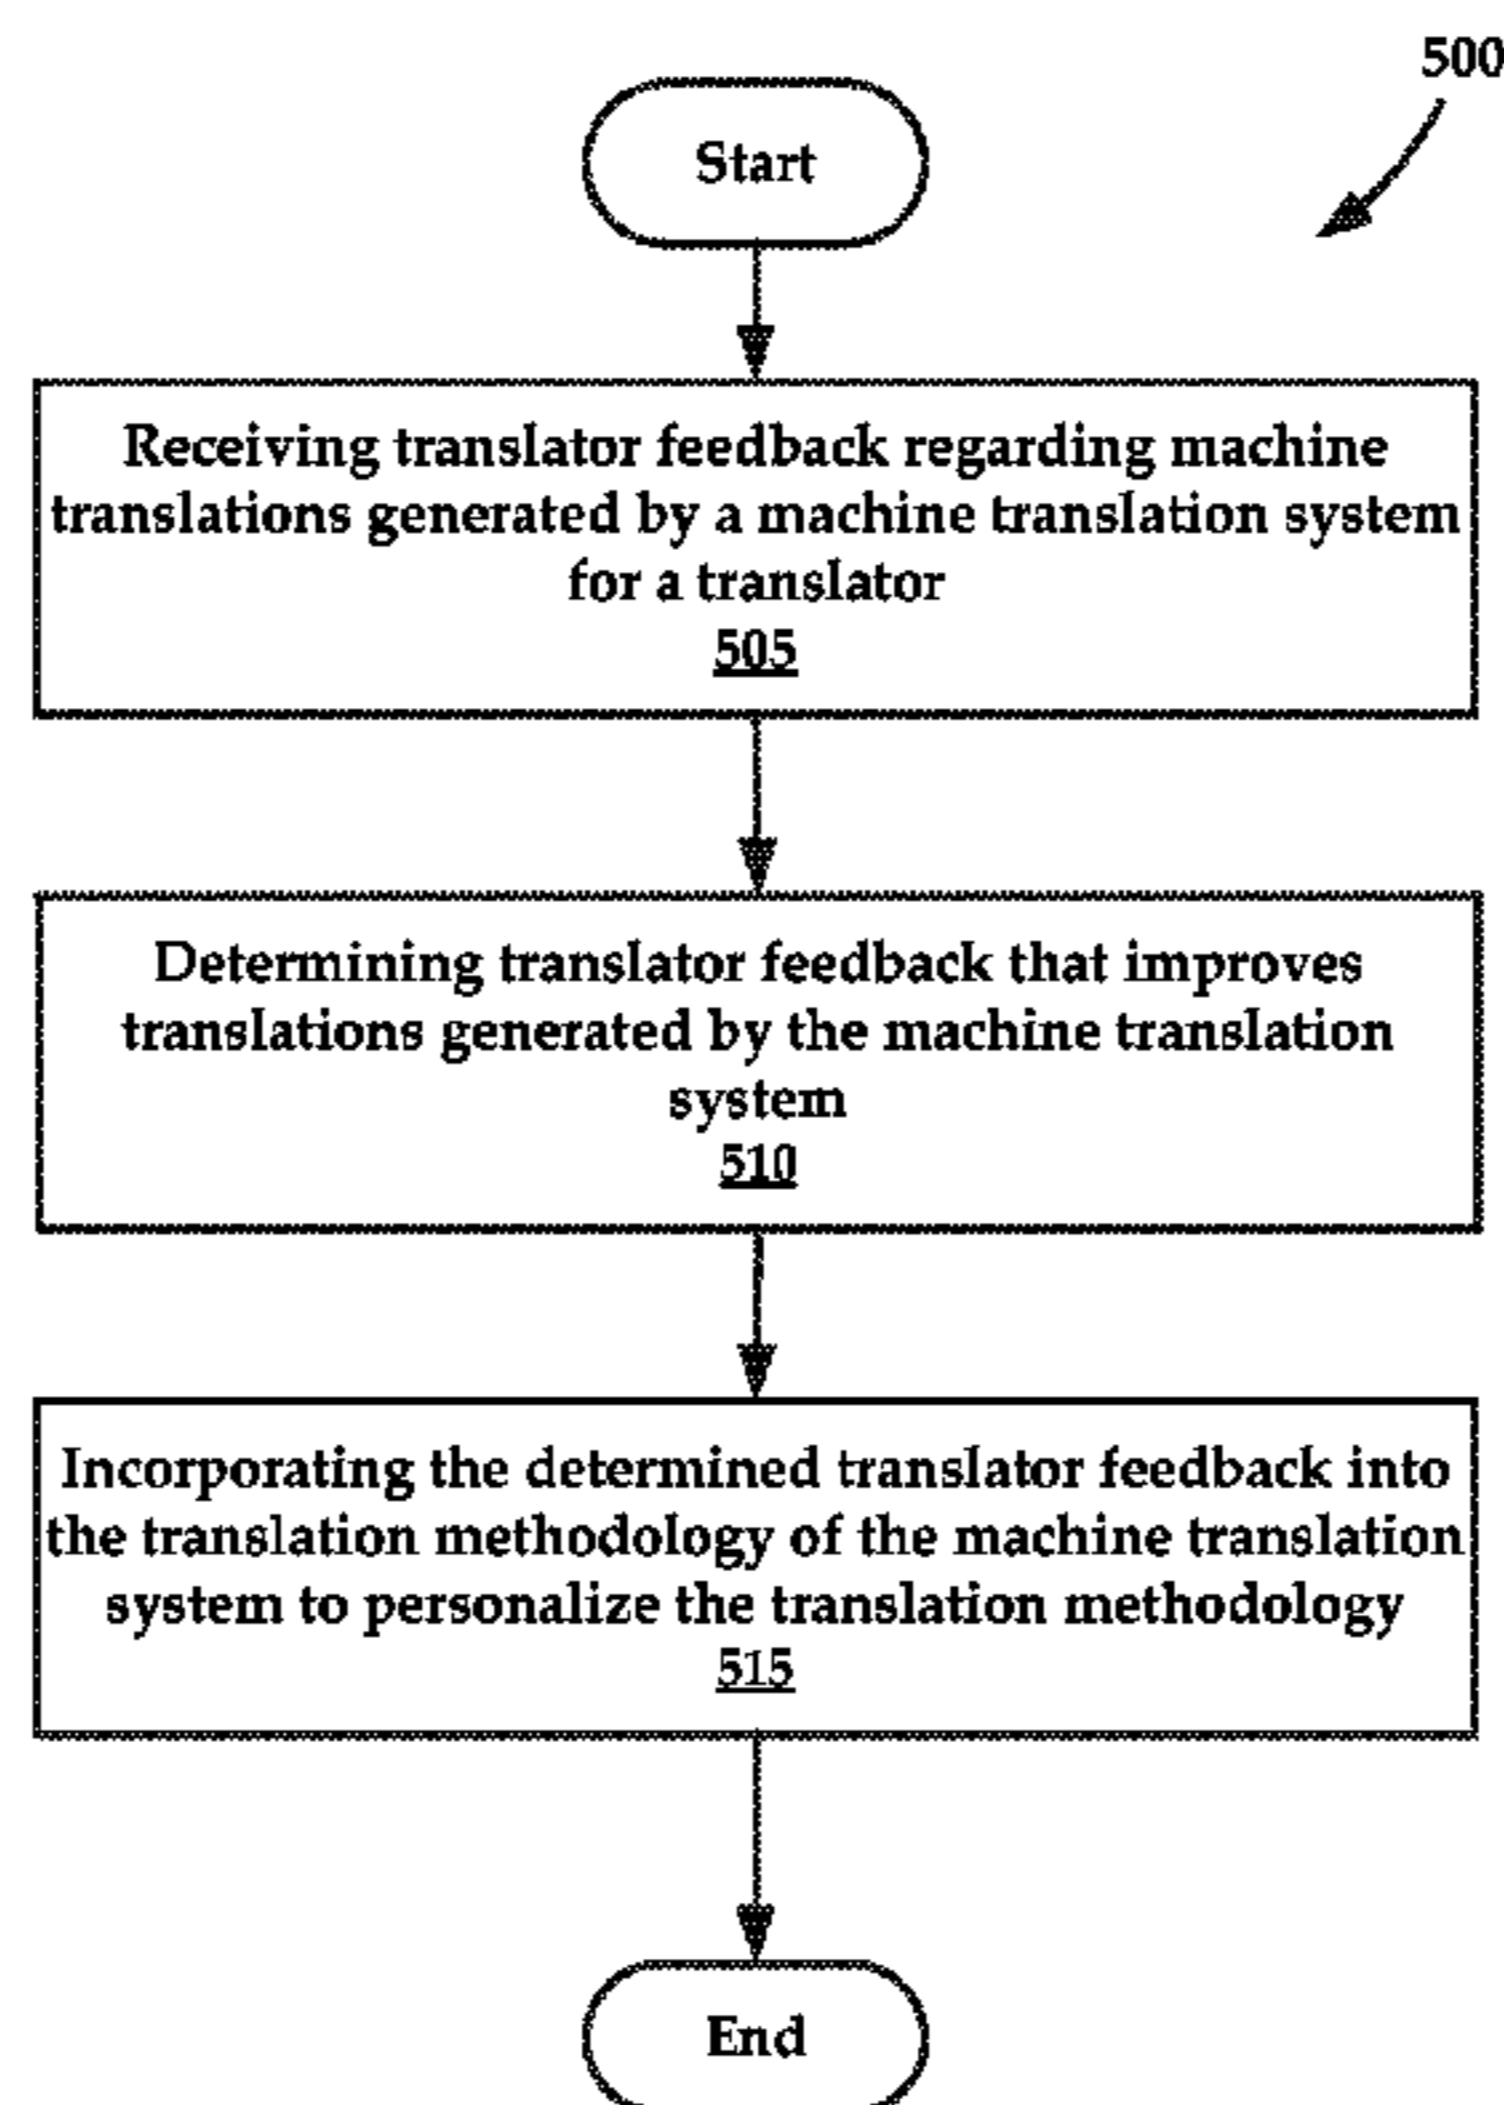 500
Start
Receiving translator feedback regarding machine
translations generated by a machine translation system
for a translator
505
Determining translator feedback that improves
translations generated by the machine translation
system
510
Incorporating the determined translator feedback into
the translation methodology of the machine translation
system to personalize the translation methodology
515
End